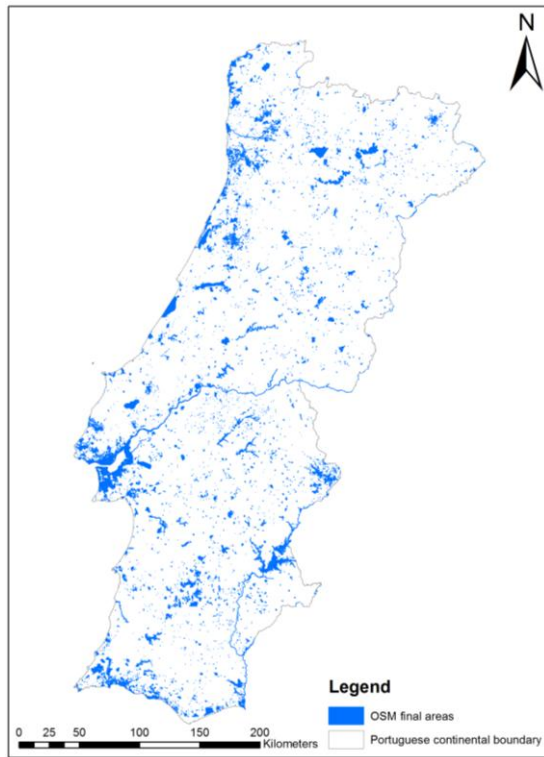 N
Legend
OSM final areas
Portuguese continental boundary
0 25 50 100 150 200
Kilometers